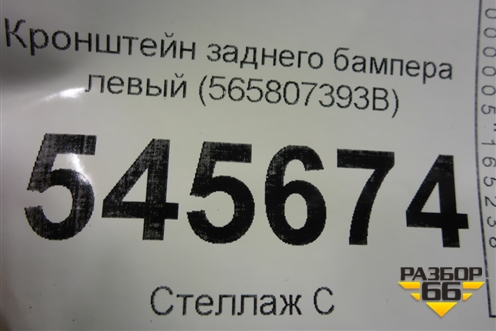 Кронштейн заднего бампера
левый (565807393B)
545674
Стеллаж С
РАЗБОР
66